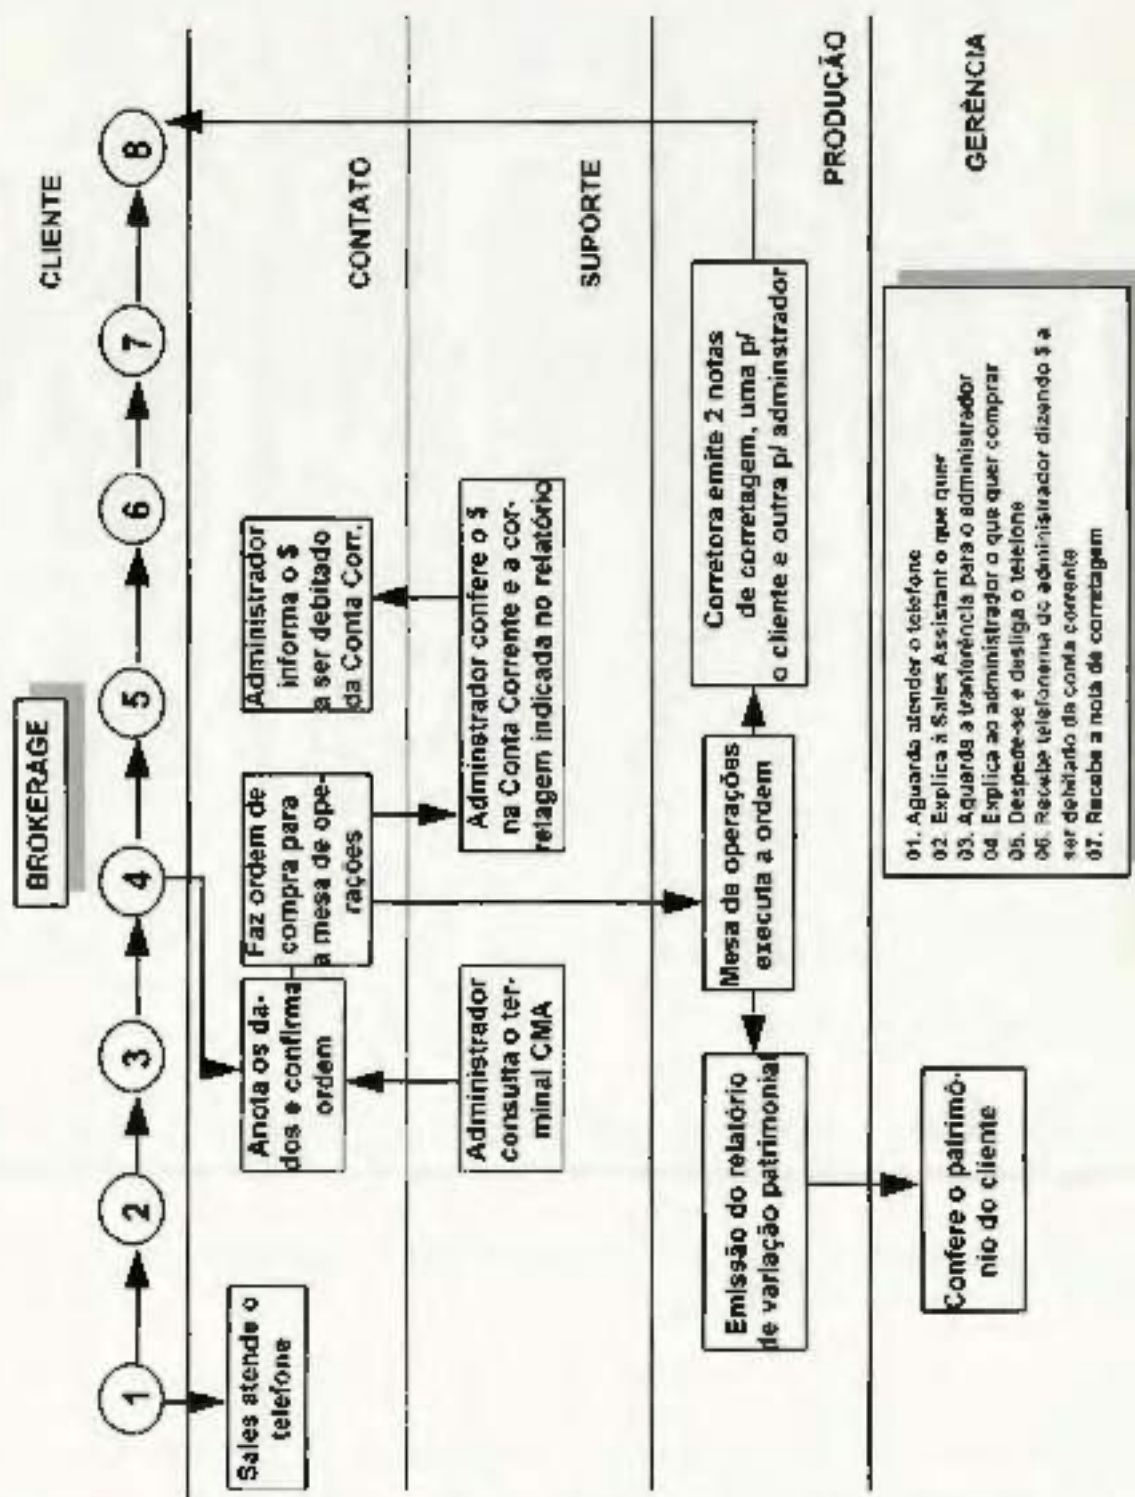 BROKERAGE
CLIENTE
1
2
3
4
5
6
7
8
Sales atende o
telefone
Anota os da-
dos e confirma
ordem
Faz ordem de
compra para
a mesa de ope-
rações
Administrador
informa o $
a ser debitado
da Conta Corr.
CONTATO
Administrador
consulta o ter-
minal CMA
Adminstrador confere o $
na Conta Corrente e a cor-
retagem indicada no relatório
SUPORTE
Emissão do relatório
de variação patrimonial
Mesa de operações
executa a ordem
Corretora emite 2 notas
de corretagem, uma p/
o cliente e outra p/ adminstrador
PRODUÇÃO
Confere o patrimô-
nio do cliente
GERÊNCIA
01. Aguarda atender o telefone
02. Explica à Sales Assistant o que quer
03. Aguarda a tranferência para o administrador
04. Explica ao administrador o que quer comprar
05. Despede-se e desliga o telefone
06. Recebe telefonema do administrador dizendo $ a
ser debitado da conta corrente
07. Recebe a nota de corretagem